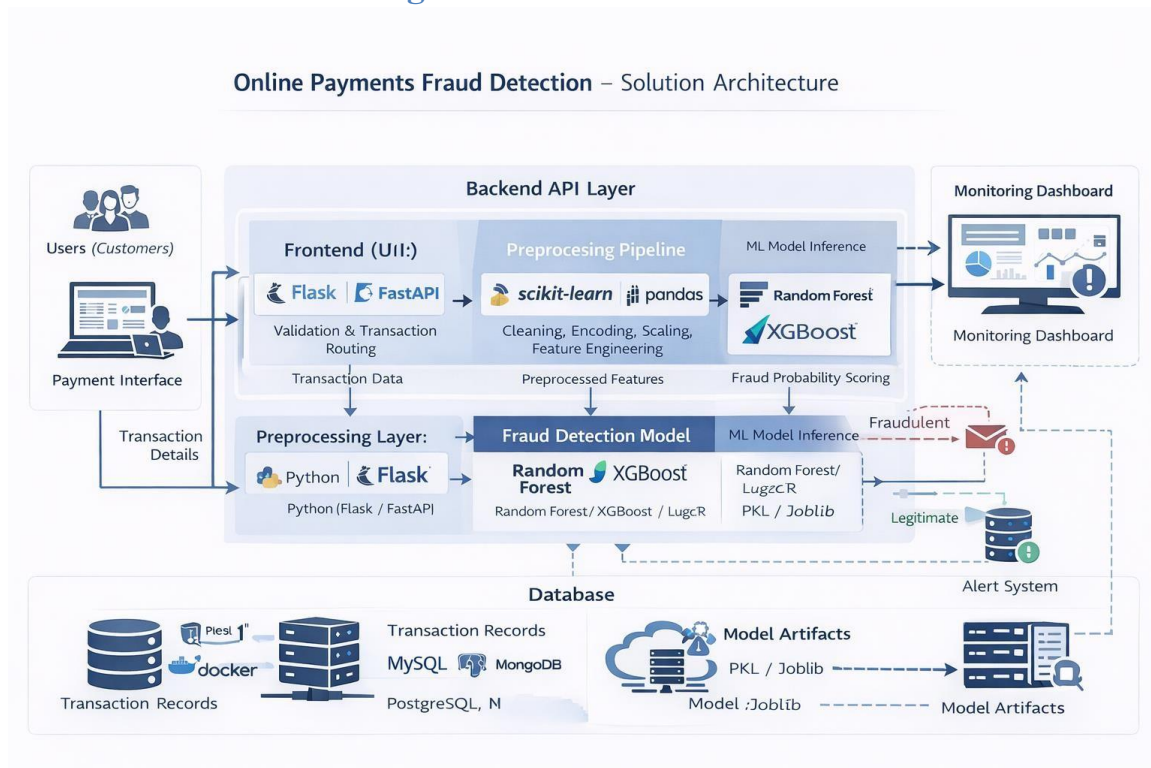 Online Payments Fraud Detection – Solution Architecture
Users (Customers)
Payment Interface
Transaction
Details
Backend API Layer
Frontend (UII:)
Flask | FastAPI
Validation & Transaction
Routing
Transaction Data
Preprocesing Pipeline
scikit-learn pandas
Cleaning, Encoding, Scaling,
Feature Engineering
Preprocessed Features
ML Model Inference
Random Forest
XGBoost
Fraud Probability Scoring
Monitoring Dashboard
Monitoring Dashboard
Preprocessing Layer:
Python | Flask
Python (Flask / FastAPI
Fraud Detection Model
Random
Forest
XGBoost
Random Forest/ XGBoost /
ML Model Inference
Random Forest/
PKL / Joblib
Fraudulent
Legitimate
Alert System
Database
Transaction Records
docker
Transaction Records
MySQL MongoDB
PostgreSQL, N
Model Artifacts
PKL / Joblib
Model :Joblib
Model Artifacts